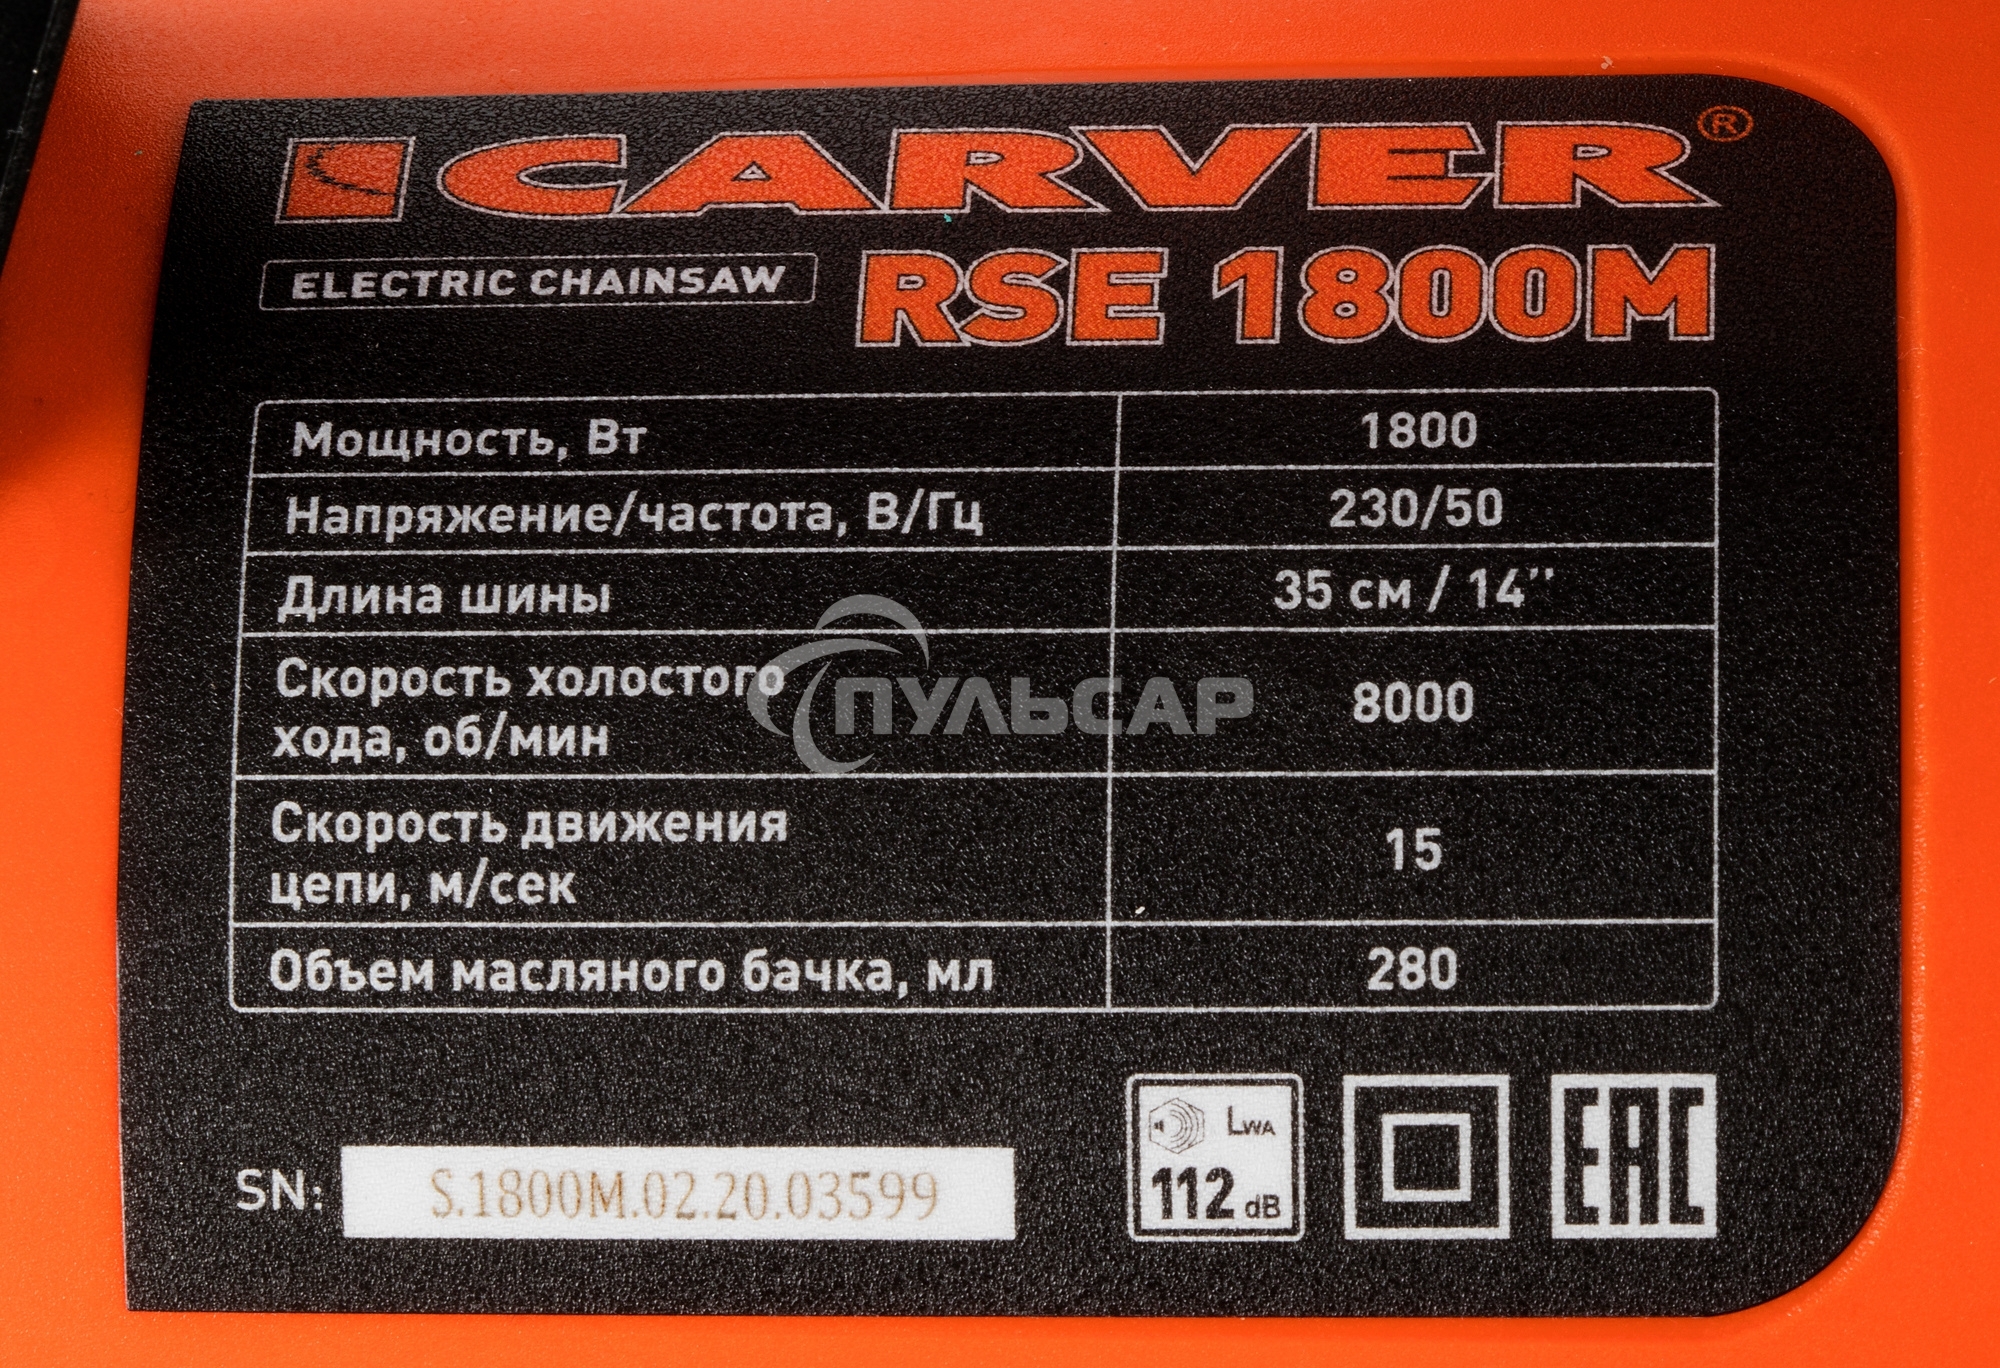 CARVER®
ELECTRIC CHAINSAW
RSE 1800M
Мощность, Вт 1800
Напряжение/частота, В/Гц 230/50
Длина шины 35 см / 14’’
Скорость холостого
хода, об/мин 8000
Скорость движения
цепи, м/сек 15
Объем масляного бачка, мл 280
ПУЛЬСАР
SN: S.1800M.02.20.03599
LWA
112 dB
EAC